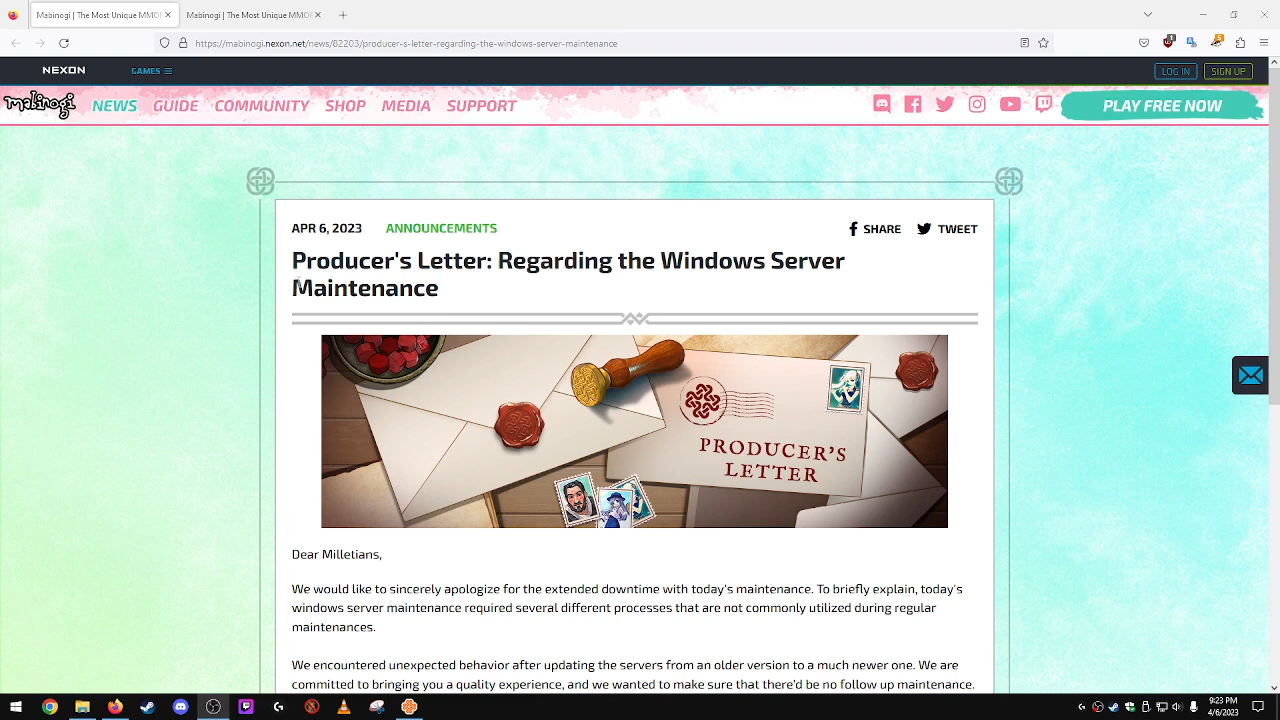 Mabinogi | The Most Unique MMOR
Mabinogi | The Most Unique MMOR
https://mabinogi.nexon.net/news/82203/producer-s-letter-regarding-the-windows-server-maintenance
NEXON
GAMES
LOG IN
SIGN UP
mabinogi
NEWS
GUIDE
COMMUNITY
SHOP
MEDIA
SUPPORT
PLAY FREE NOW
APR 6, 2023
ANNOUNCEMENTS
SHARE
TWEET
Producer's Letter: Regarding the Windows Server
Maintenance
PRODUCER'S
LETTER
Dear Milletians,
We would like to sincerely apologize for the extended downtime with today's maintenance. To briefly explain, today's
windows server maintenance required several different processes that are not commonly utilized during regular
maintenances.
We encountered unexpected behavior after updating the servers from an older version to a much newer one. We are
committed to bringing you a quality experience, and we wanted to make sure that there'd be no follow up maintenance.
9:23 PM
4/6/2023